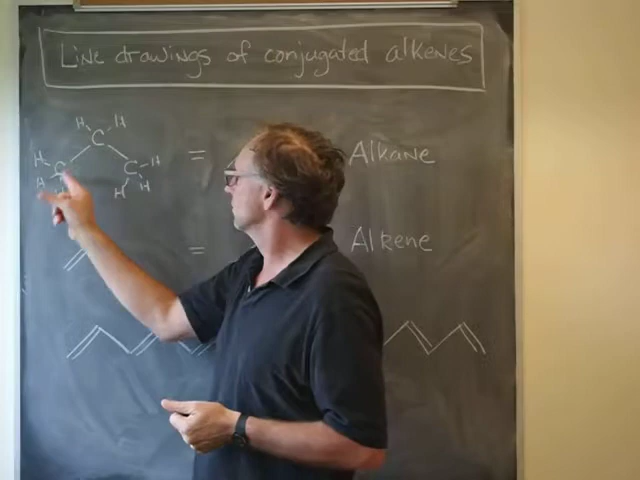 Line drawings of conjugated alkenes
H H
C
H C C H = Alkane
H H H
= Alkene